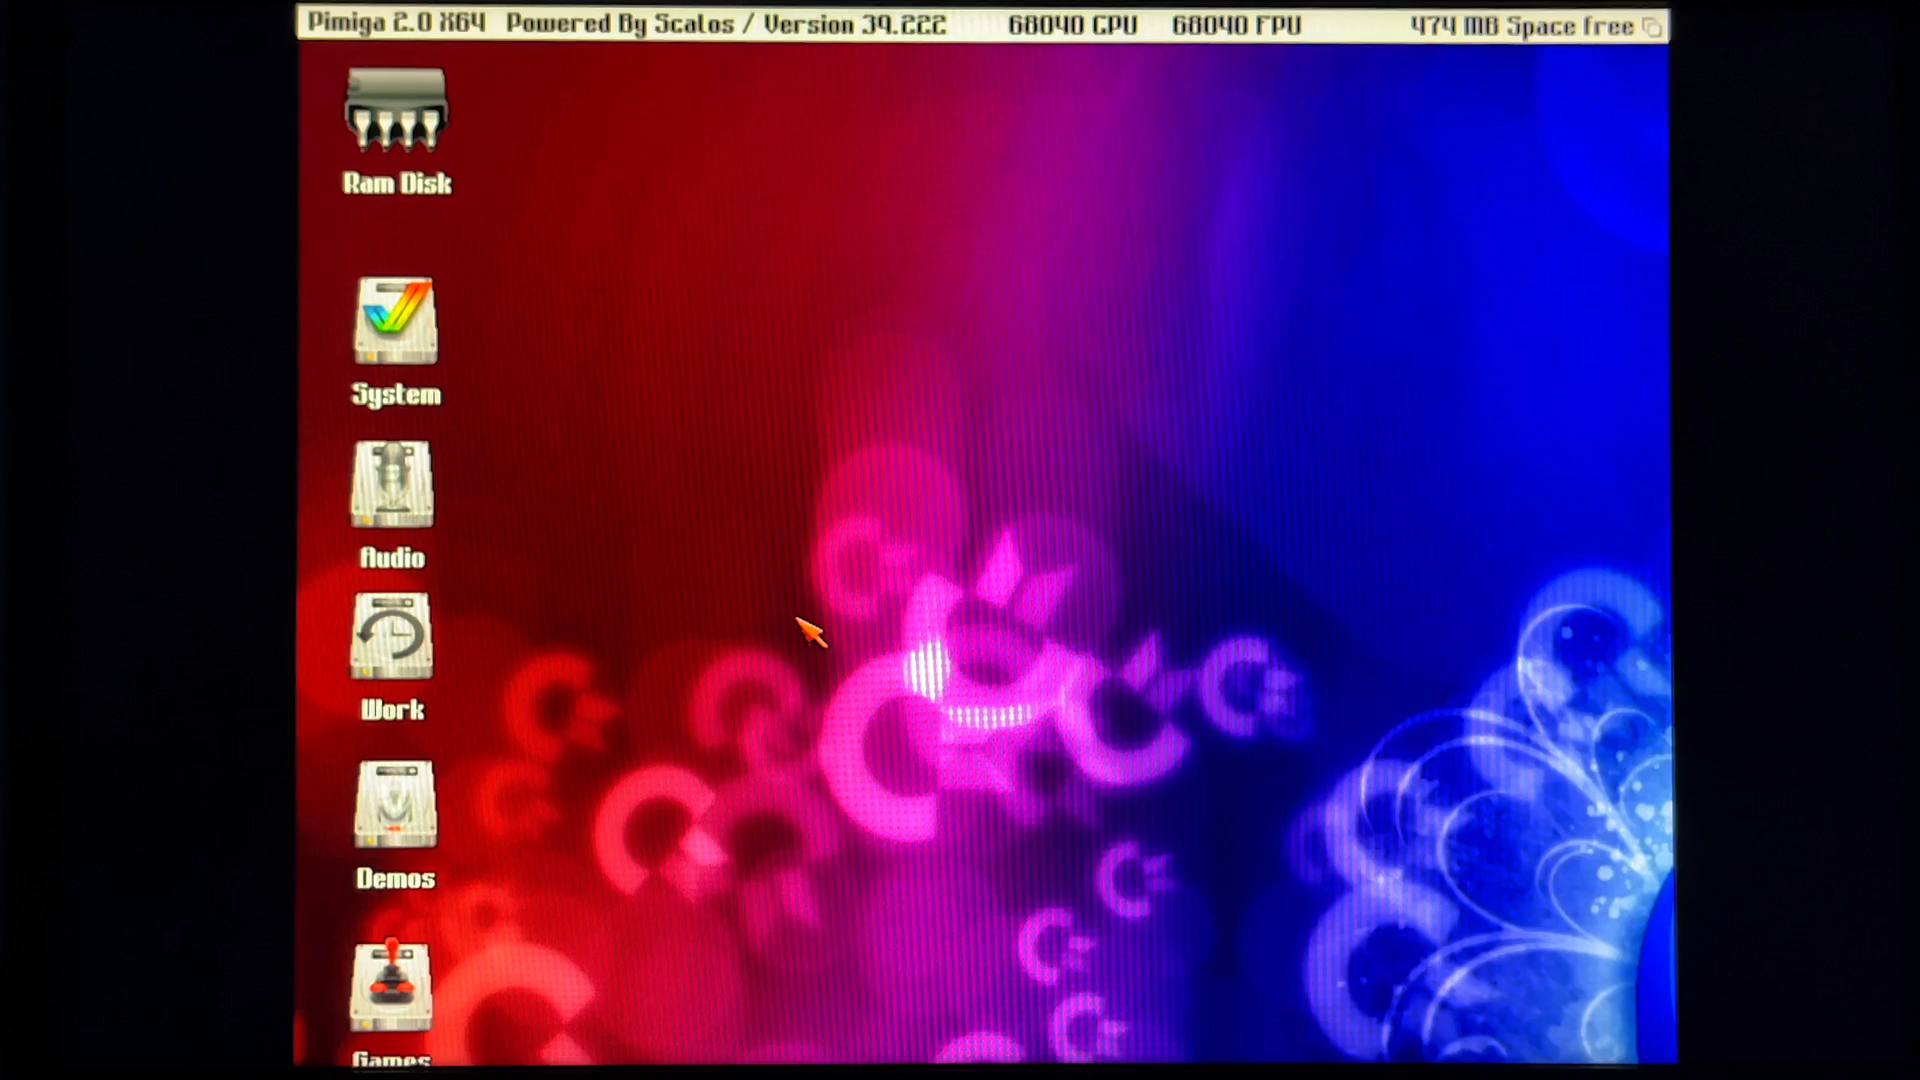 Pimiga 2.0 X64 Powered By Scalos / Version 39.222 68040 CPU 68040 FPU 474 MB Space free
Ram Disk
System
Audio
Work
Demos
Games